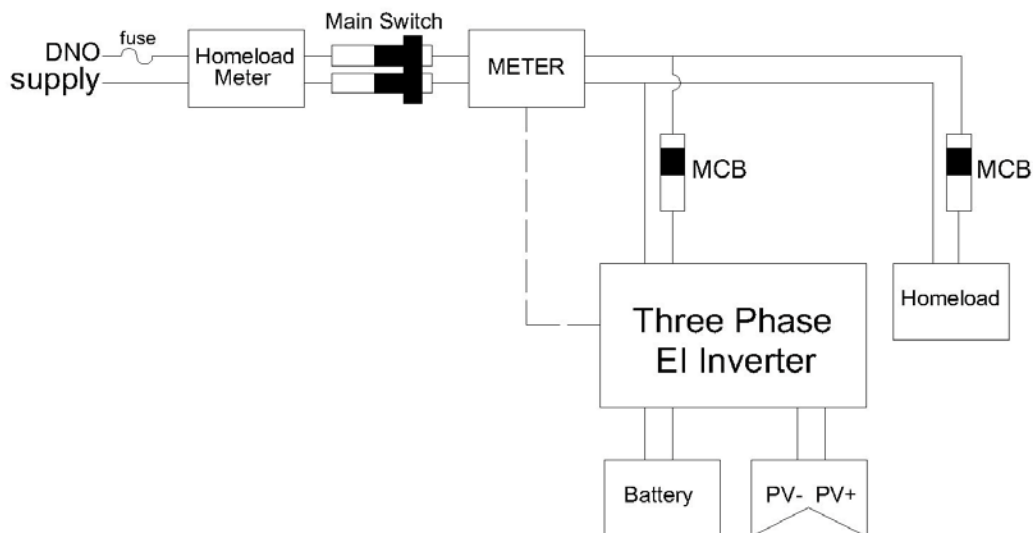 Main Switch
DNO
supply
fuse
Homeload
Meter
METER
MCB
MCB
Three Phase
EI Inverter
Homeload
Battery
PV- PV+